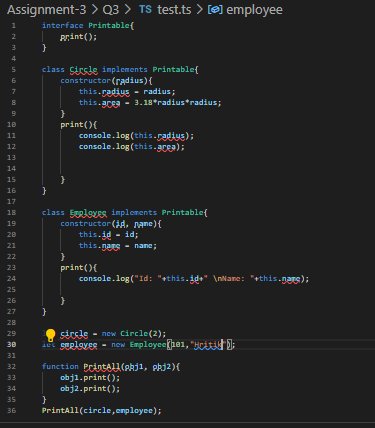 Assignment-3 > Q3 > TS test.ts > employee
1 interface Printable{
2 print();
3 }
4
5 class Circle implements Printable{
6 constructor(radius){
7 this.radius = radius;
8 this.area = 3.18*radius*radius;
9 }
10 print(){
11 console.log(this.radius);
12 console.log(this.area);
13
14
15 }
16 }
17
18 class Employee implements Printable{
19 constructor(id, name){
20 this.id = id;
21 this.name = name;
22 }
23 print(){
24 console.log("Id: "+this.id+" \nName: "+this.name);
25
26 }
27 }
28
29 circle = new Circle(2);
30 let employee = new Employee(101,"Hritik");
31
32 function PrintAll(obj1, obj2){
33 obj1.print();
34 obj2.print();
35 }
36 PrintAll(circle,employee);